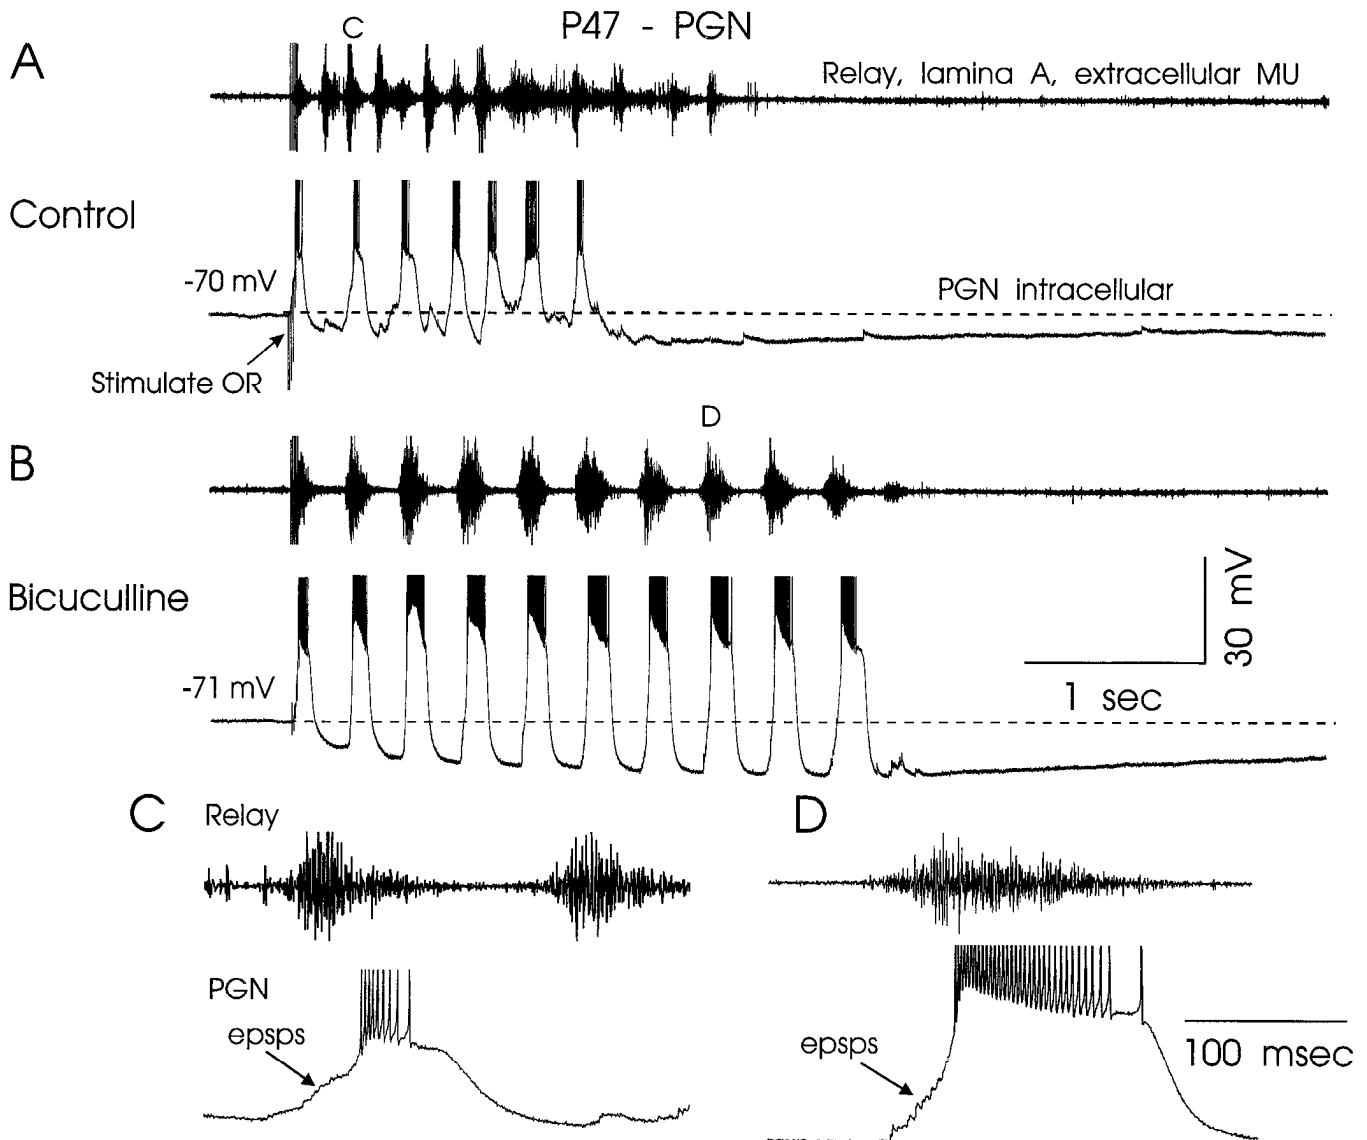 P47 - PGN
A
C
Relay, lamina A, extracellular MU
Control
-70 mV
PGN intracellular
Stimulate OR
D
B
Bicuculline
30 mV
1 sec
-71 mV
C
Relay
D
PGN
epsps
epsps
100 msec